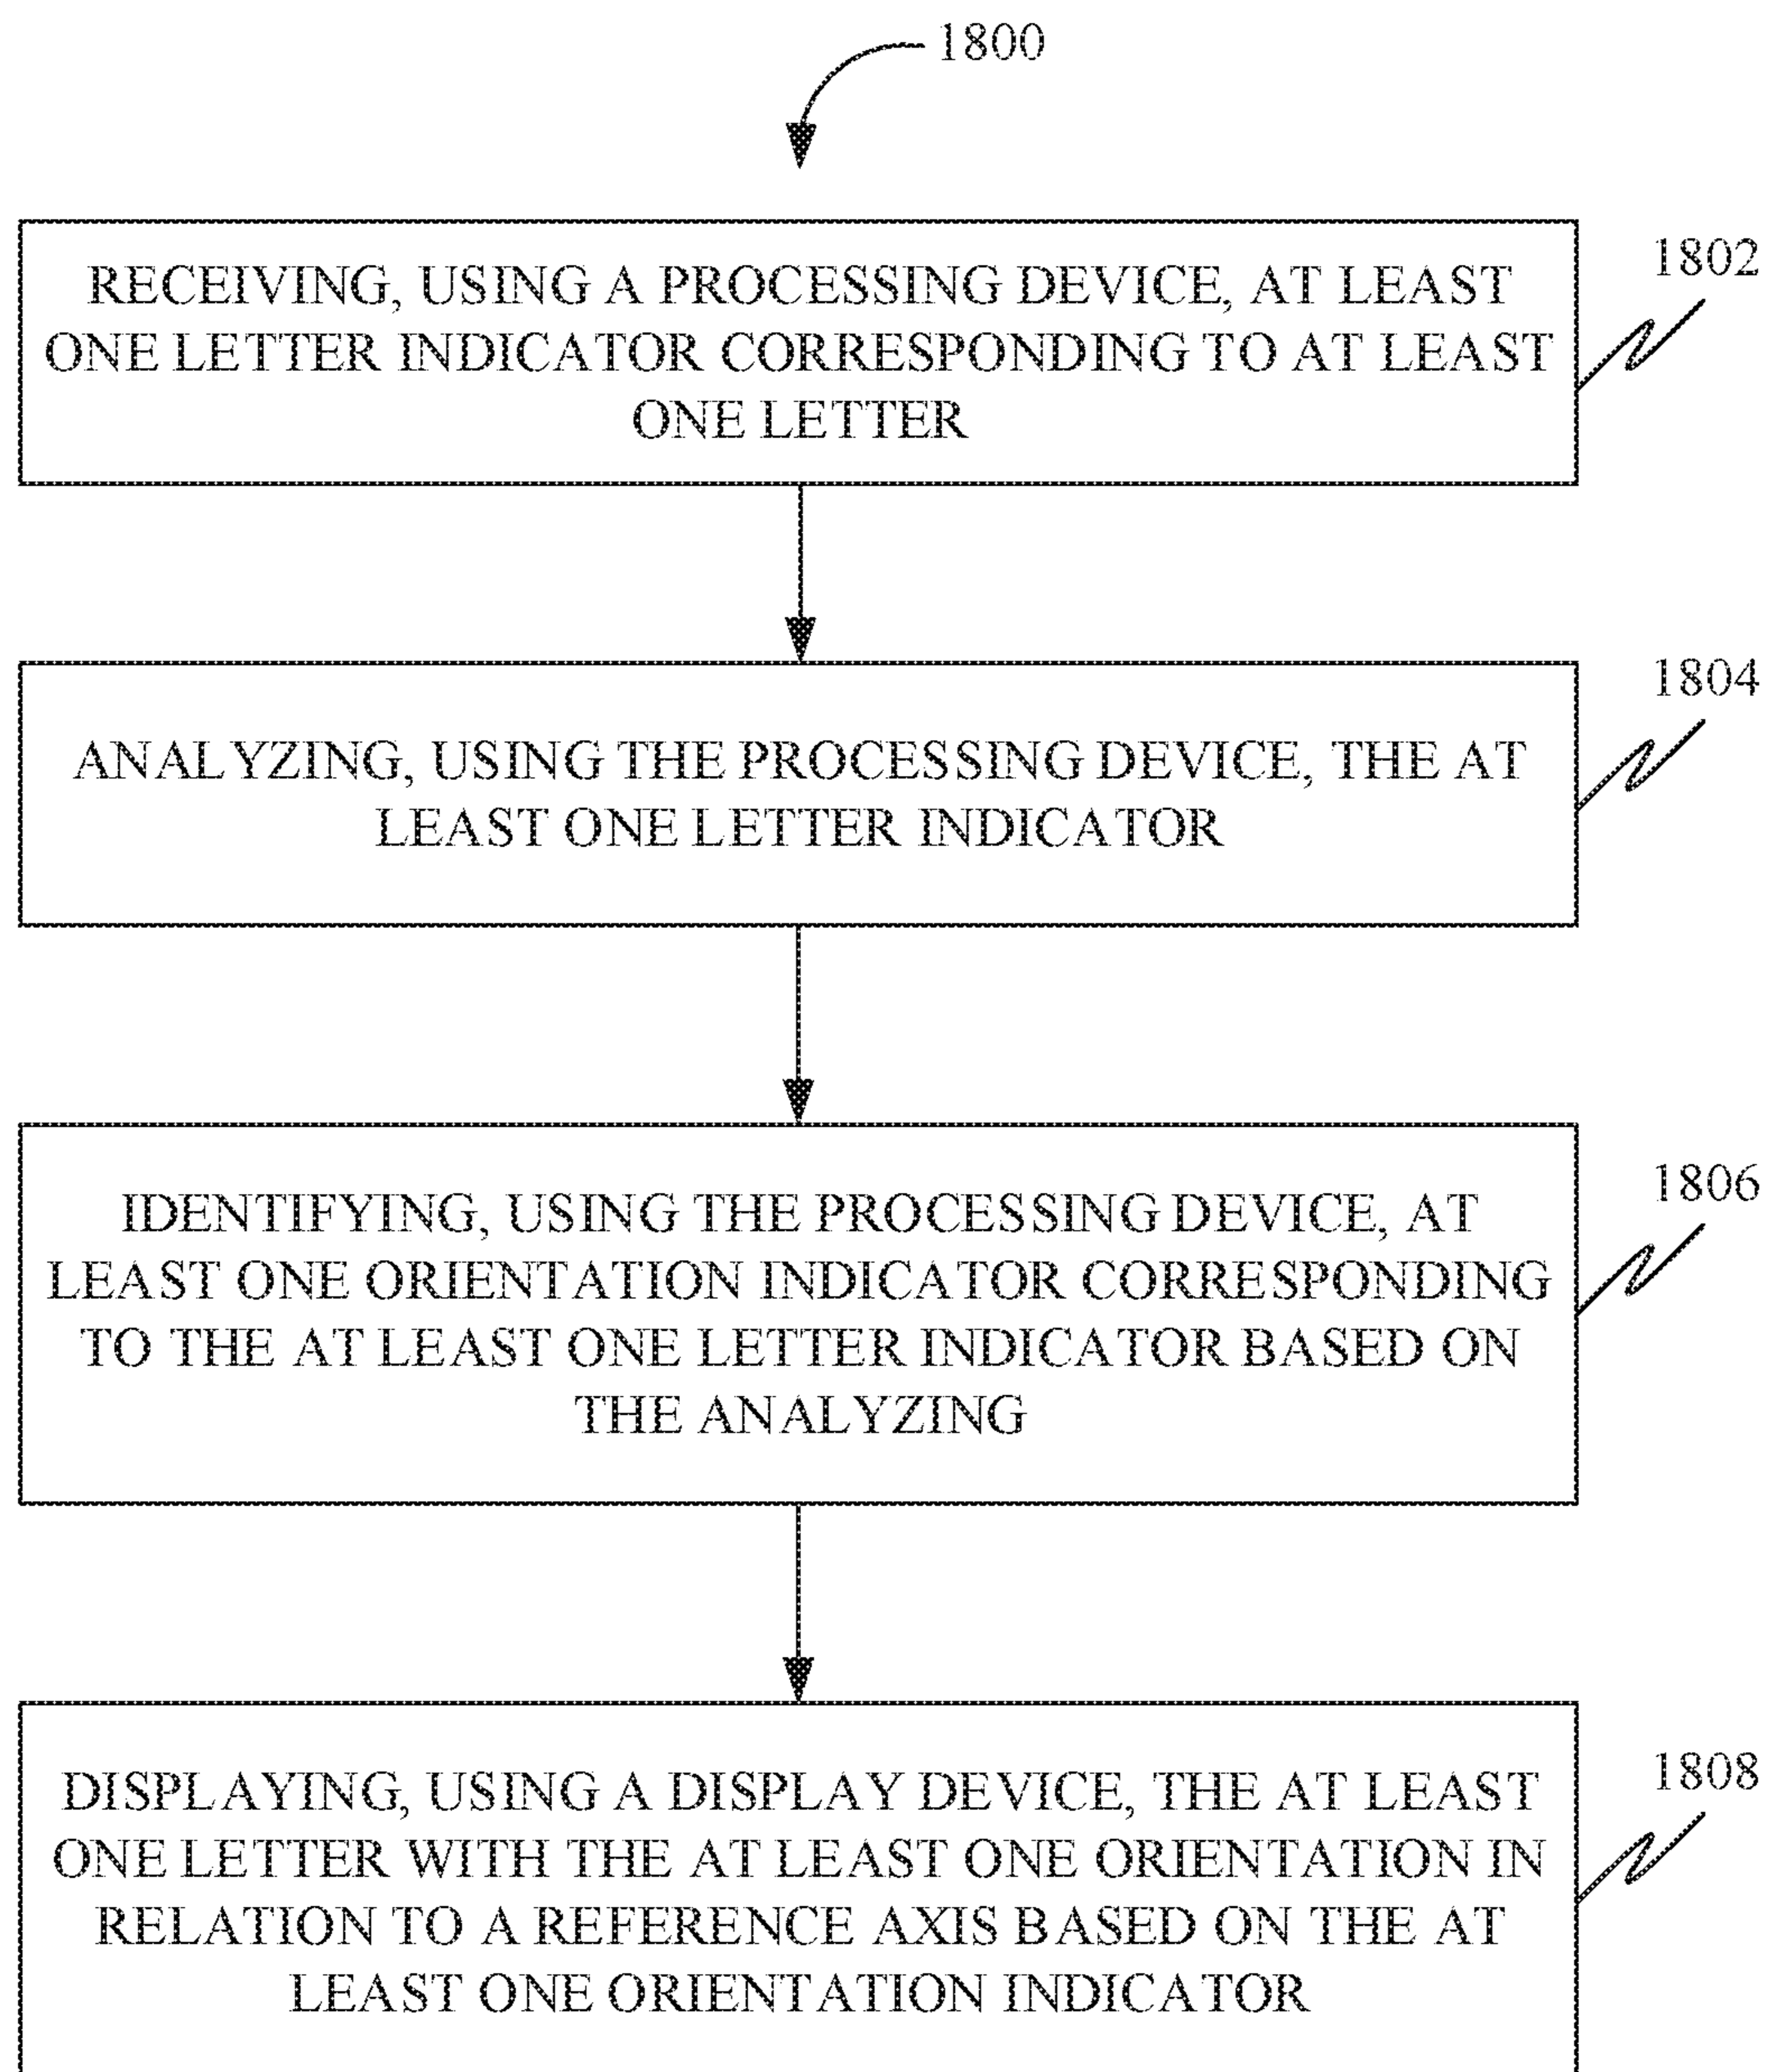 1800
RECEIVING, USING A PROCESSING DEVICE, AT LEAST
ONE LETTER INDICATOR CORRESPONDING TO AT LEAST
ONE LETTER
1802
ANALYZING, USING THE PROCESSING DEVICE, THE AT
LEAST ONE LETTER INDICATOR
1804
IDENTIFYING, USING THE PROCESSING DEVICE, AT
LEAST ONE ORIENTATION INDICATOR CORRESPONDING
TO THE AT LEAST ONE LETTER INDICATOR BASED ON
THE ANALYZING
1806
DISPLAYING, USING A DISPLAY DEVICE, THE AT LEAST
ONE LETTER WITH THE AT LEAST ONE ORIENTATION IN
RELATION TO A REFERENCE AXIS BASED ON THE AT
LEAST ONE ORIENTATION INDICATOR
1808